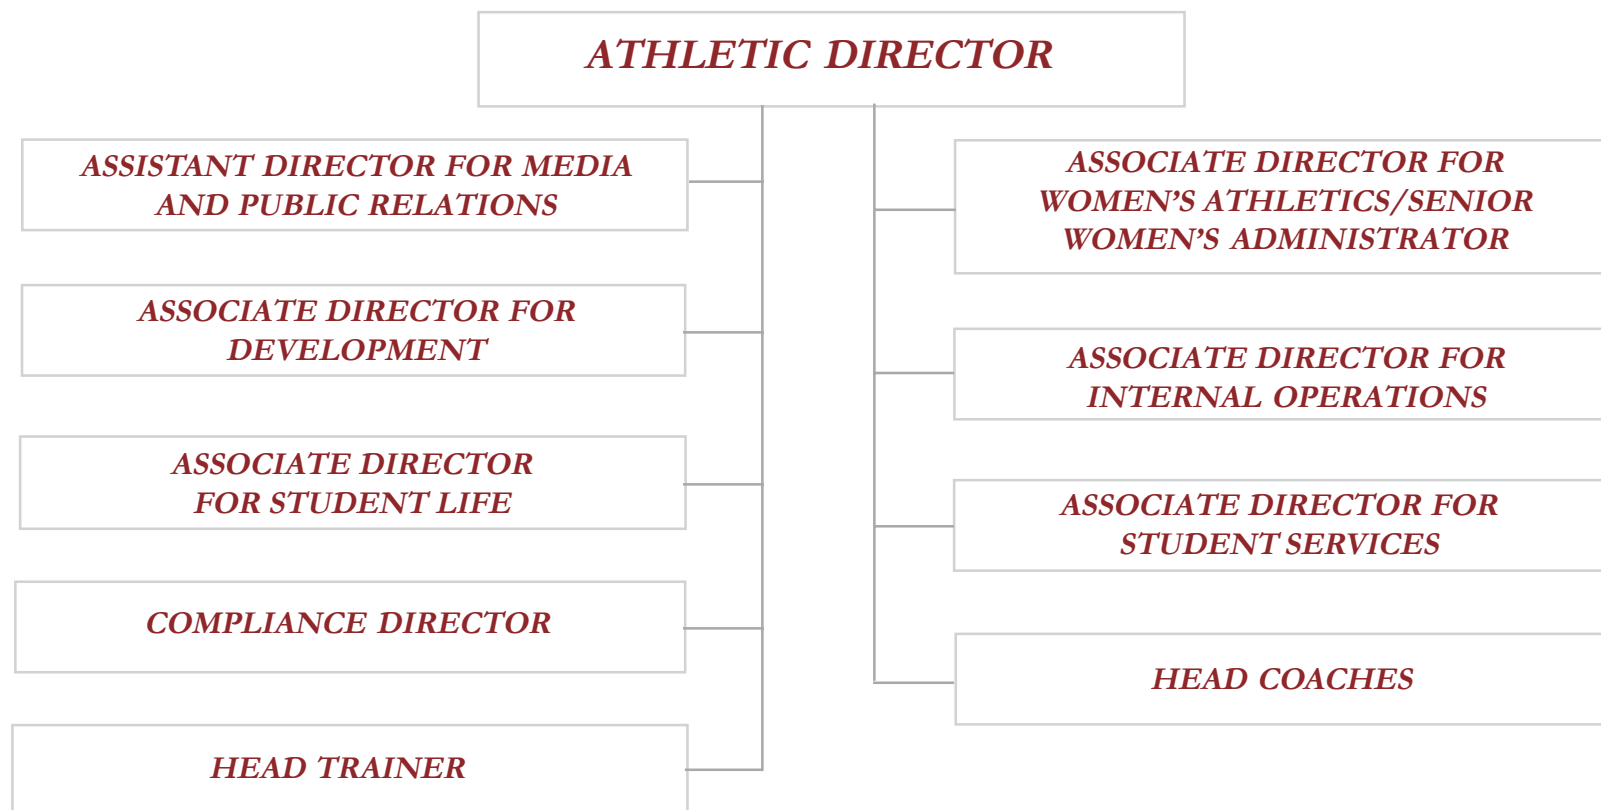 ATHLETIC DIRECTOR
ASSISTANT DIRECTOR FOR MEDIA
AND PUBLIC RELATIONS
ASSOCIATE DIRECTOR FOR
DEVELOPMENT
ASSOCIATE DIRECTOR
FOR STUDENT LIFE
COMPLIANCE DIRECTOR
HEAD TRAINER
ASSOCIATE DIRECTOR FOR
WOMEN’S ATHLETICS/SENIOR
WOMEN’S ADMINISTRATOR
ASSOCIATE DIRECTOR FOR
INTERNAL OPERATIONS
ASSOCIATE DIRECTOR FOR
STUDENT SERVICES
HEAD COACHES